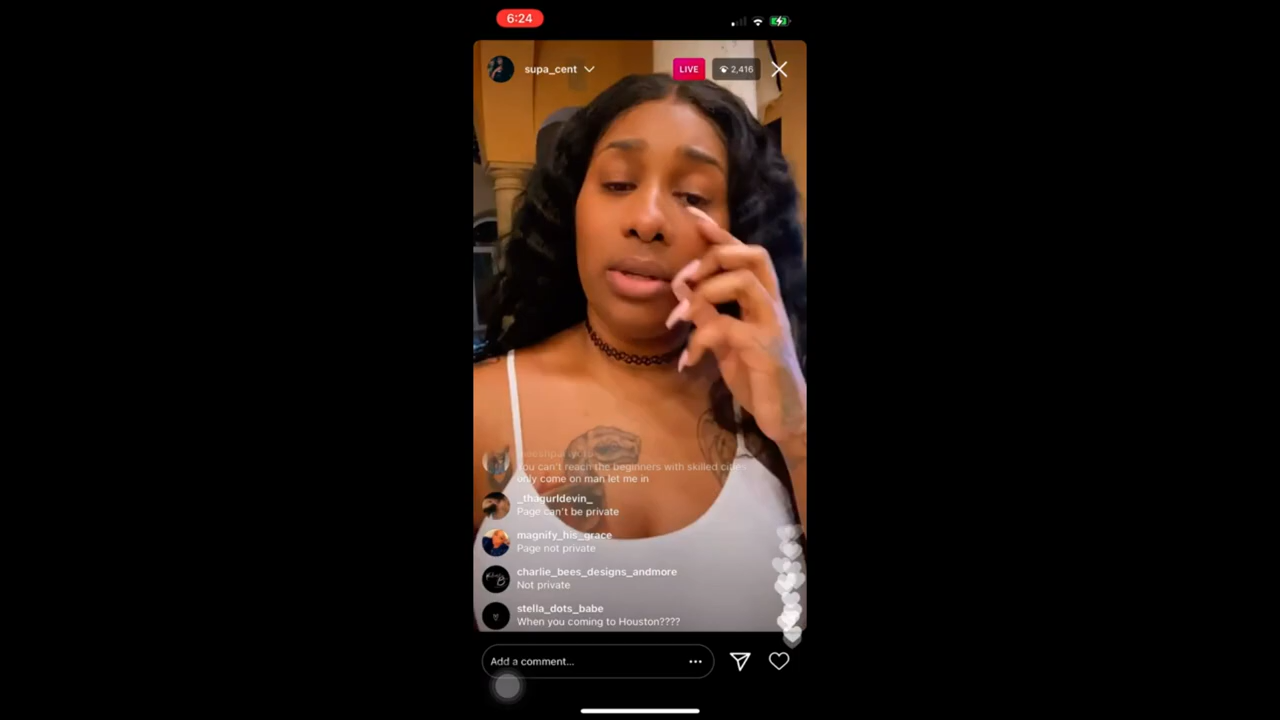 6:24
supa_cent
LIVE
2,416
You can't reach the beginners with skilled cities
only come on man let me in
_thagurldevin_
Page can't be private
magnify_his_grace
Page not private
charlie_bees_designs_andmore
Not private
stella_dots_babe
When you coming to Houston????
Add a comment...